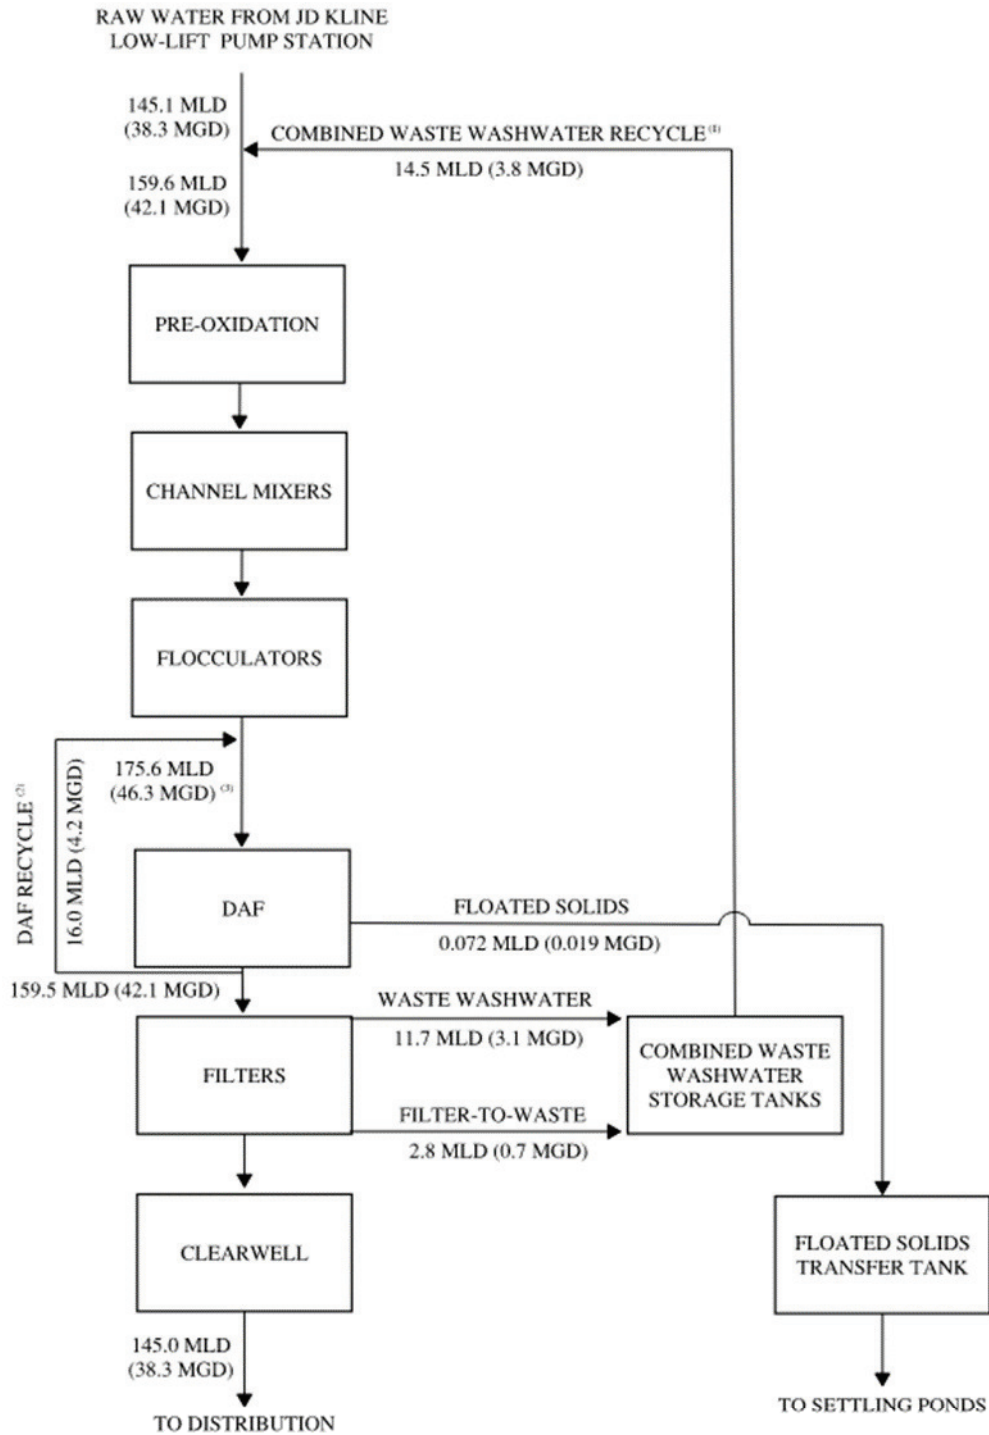 RAW WATER FROM JD KLINE
LOW-LIFT PUMP STATION
145.1 MLD
(38.3 MGD)
COMBINED WASTE WASHWATER RECYCLE (1)
14.5 MLD (3.8 MGD)
159.6 MLD
(42.1 MGD)
PRE-OXIDATION
CHANNEL MIXERS
FLOCCULATORS
DAF RECYCLE (2)
16.0 MLD (4.2 MGD)
175.6 MLD
(46.3 MGD) (3)
DAF
FLOATED SOLIDS
0.072 MLD (0.019 MGD)
159.5 MLD (42.1 MGD)
FILTERS
WASTE WASHWATER
11.7 MLD (3.1 MGD)
FILTER-TO-WASTE
2.8 MLD (0.7 MGD)
COMBINED WASTE
WASHWATER
STORAGE TANKS
CLEARWELL
FLOATED SOLIDS
TRANSFER TANK
145.0 MLD
(38.3 MGD)
TO DISTRIBUTION
TO SETTLING PONDS